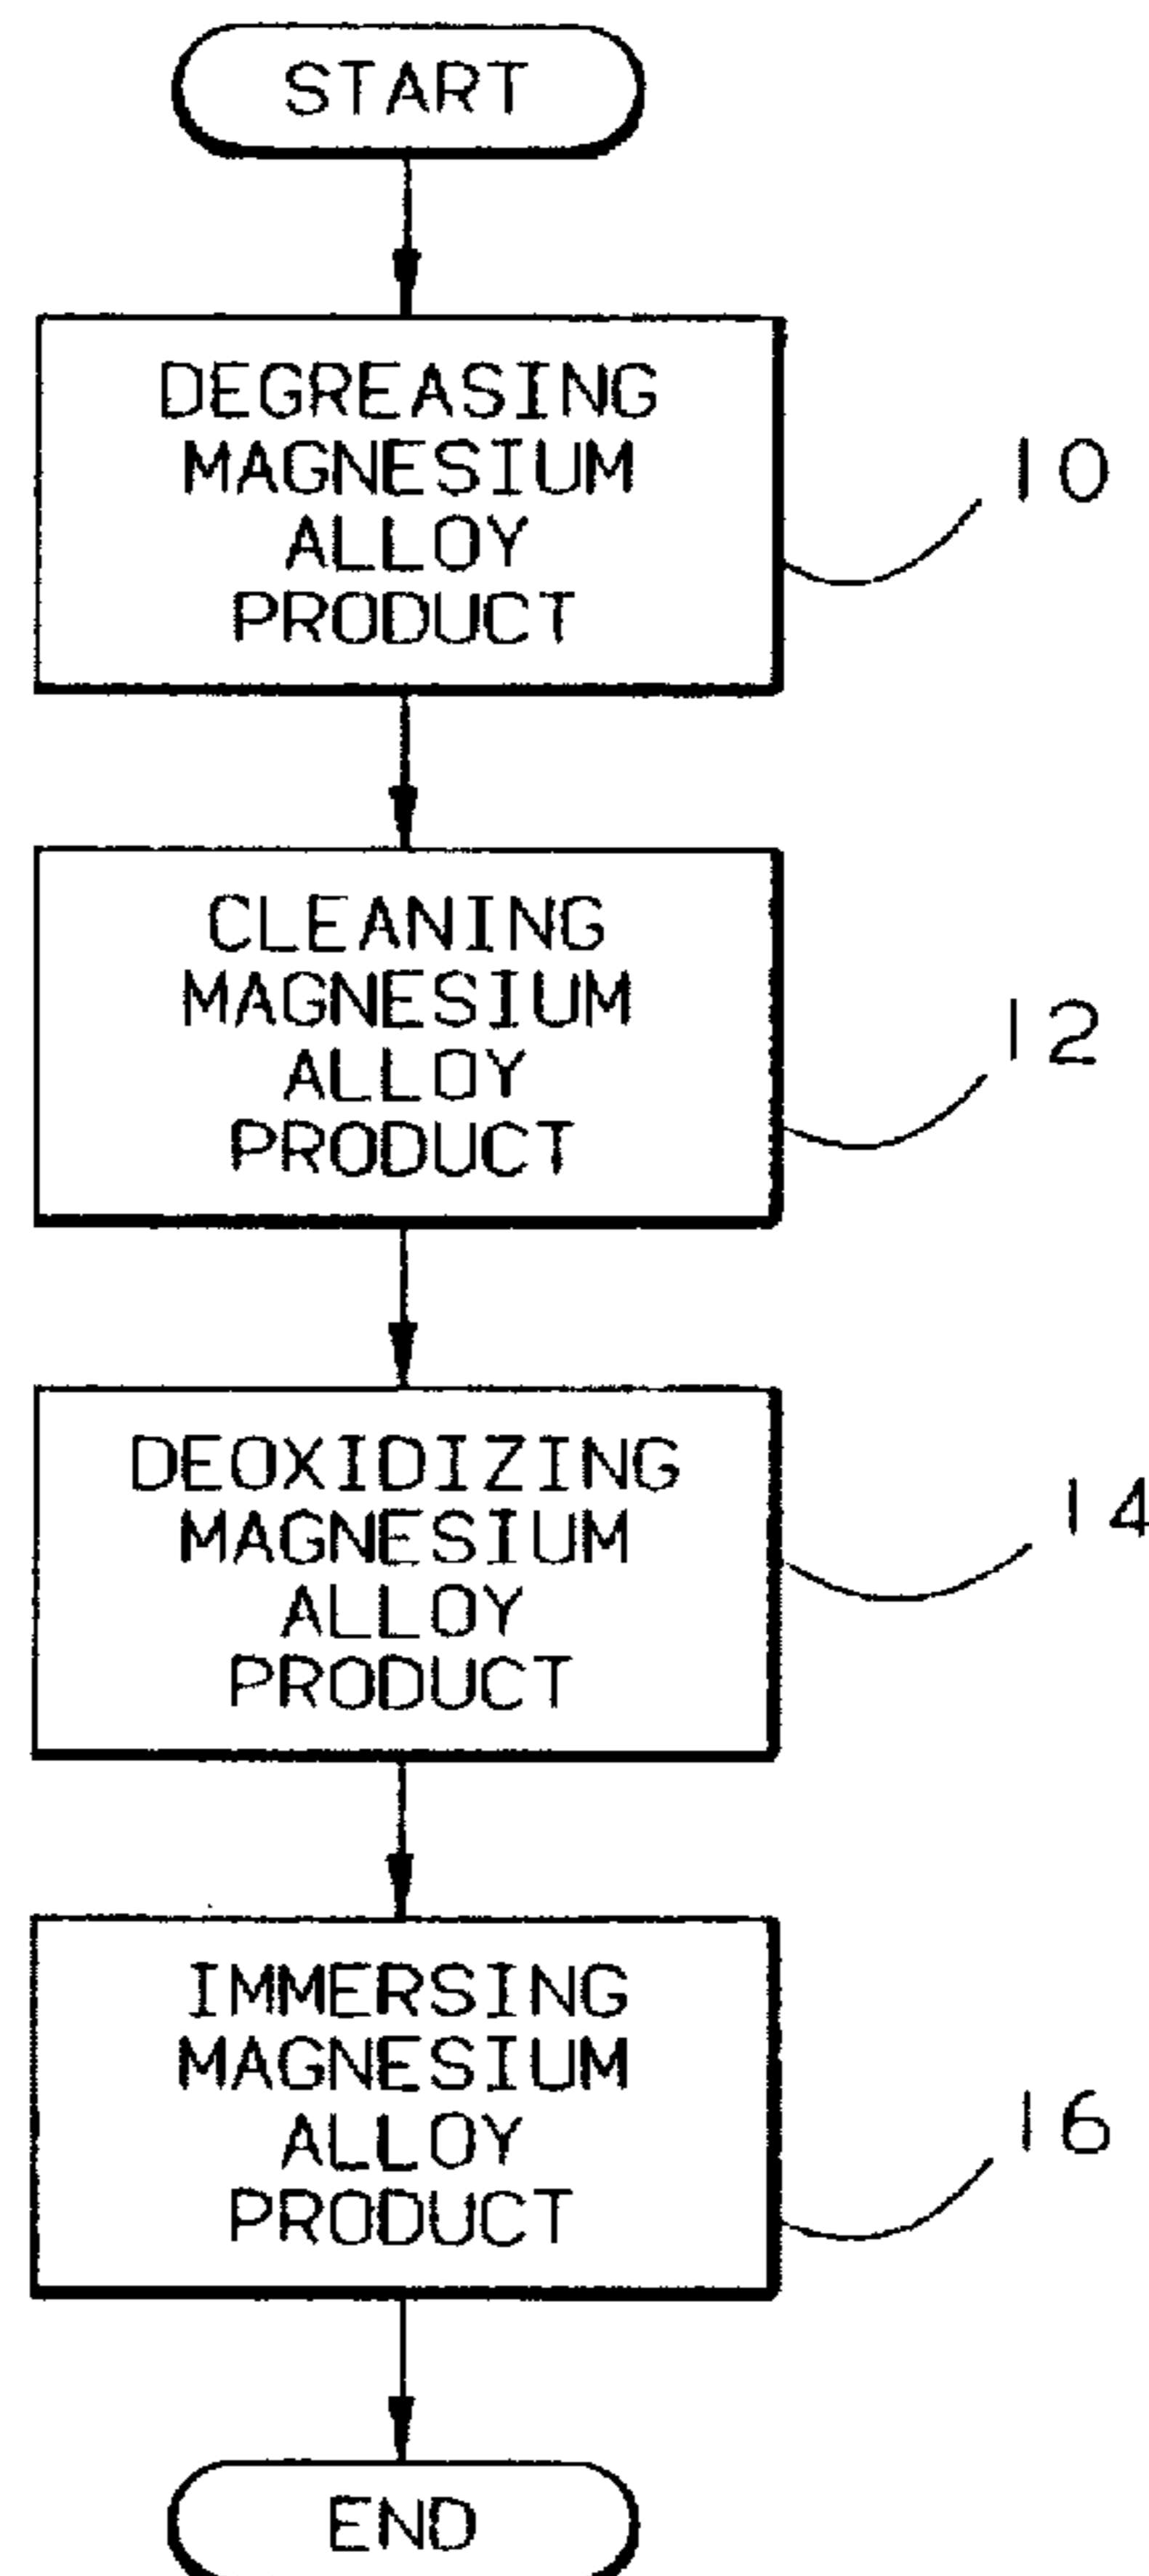 START
DEGREASING
MAGNESIUM
ALLOY
PRODUCT
10
CLEANING
MAGNESIUM
ALLOY
PRODUCT
12
DEOXIDIZING
MAGNESIUM
ALLOY
PRODUCT
14
IMMERSING
MAGNESIUM
ALLOY
PRODUCT
16
END